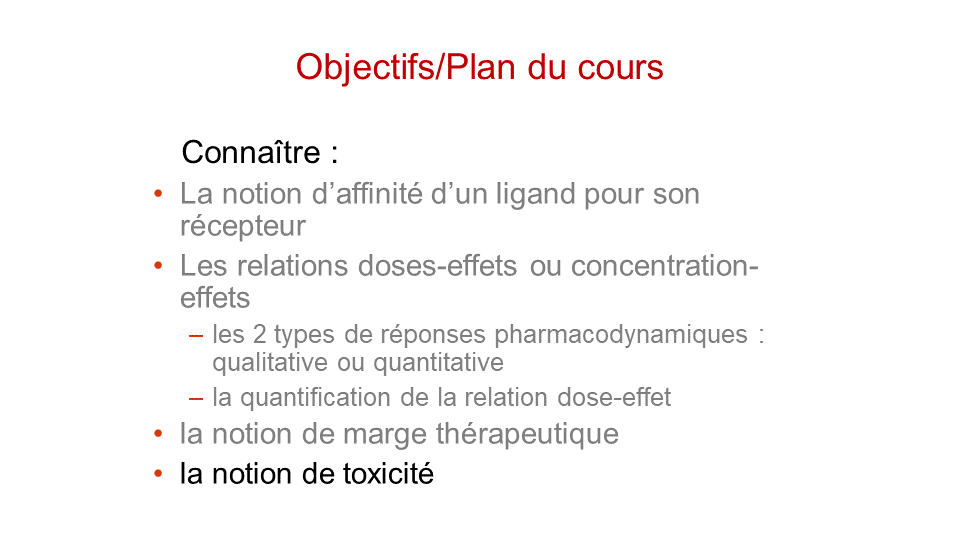 Objectifs/Plan du cours
Connaître :
• La notion d’affinité d’un ligand pour son
récepteur
• Les relations doses-effets ou concentration-
effets
– les 2 types de réponses pharmacodynamiques :
qualitative ou quantitative
– la quantification de la relation dose-effet
• la notion de marge thérapeutique
• la notion de toxicité